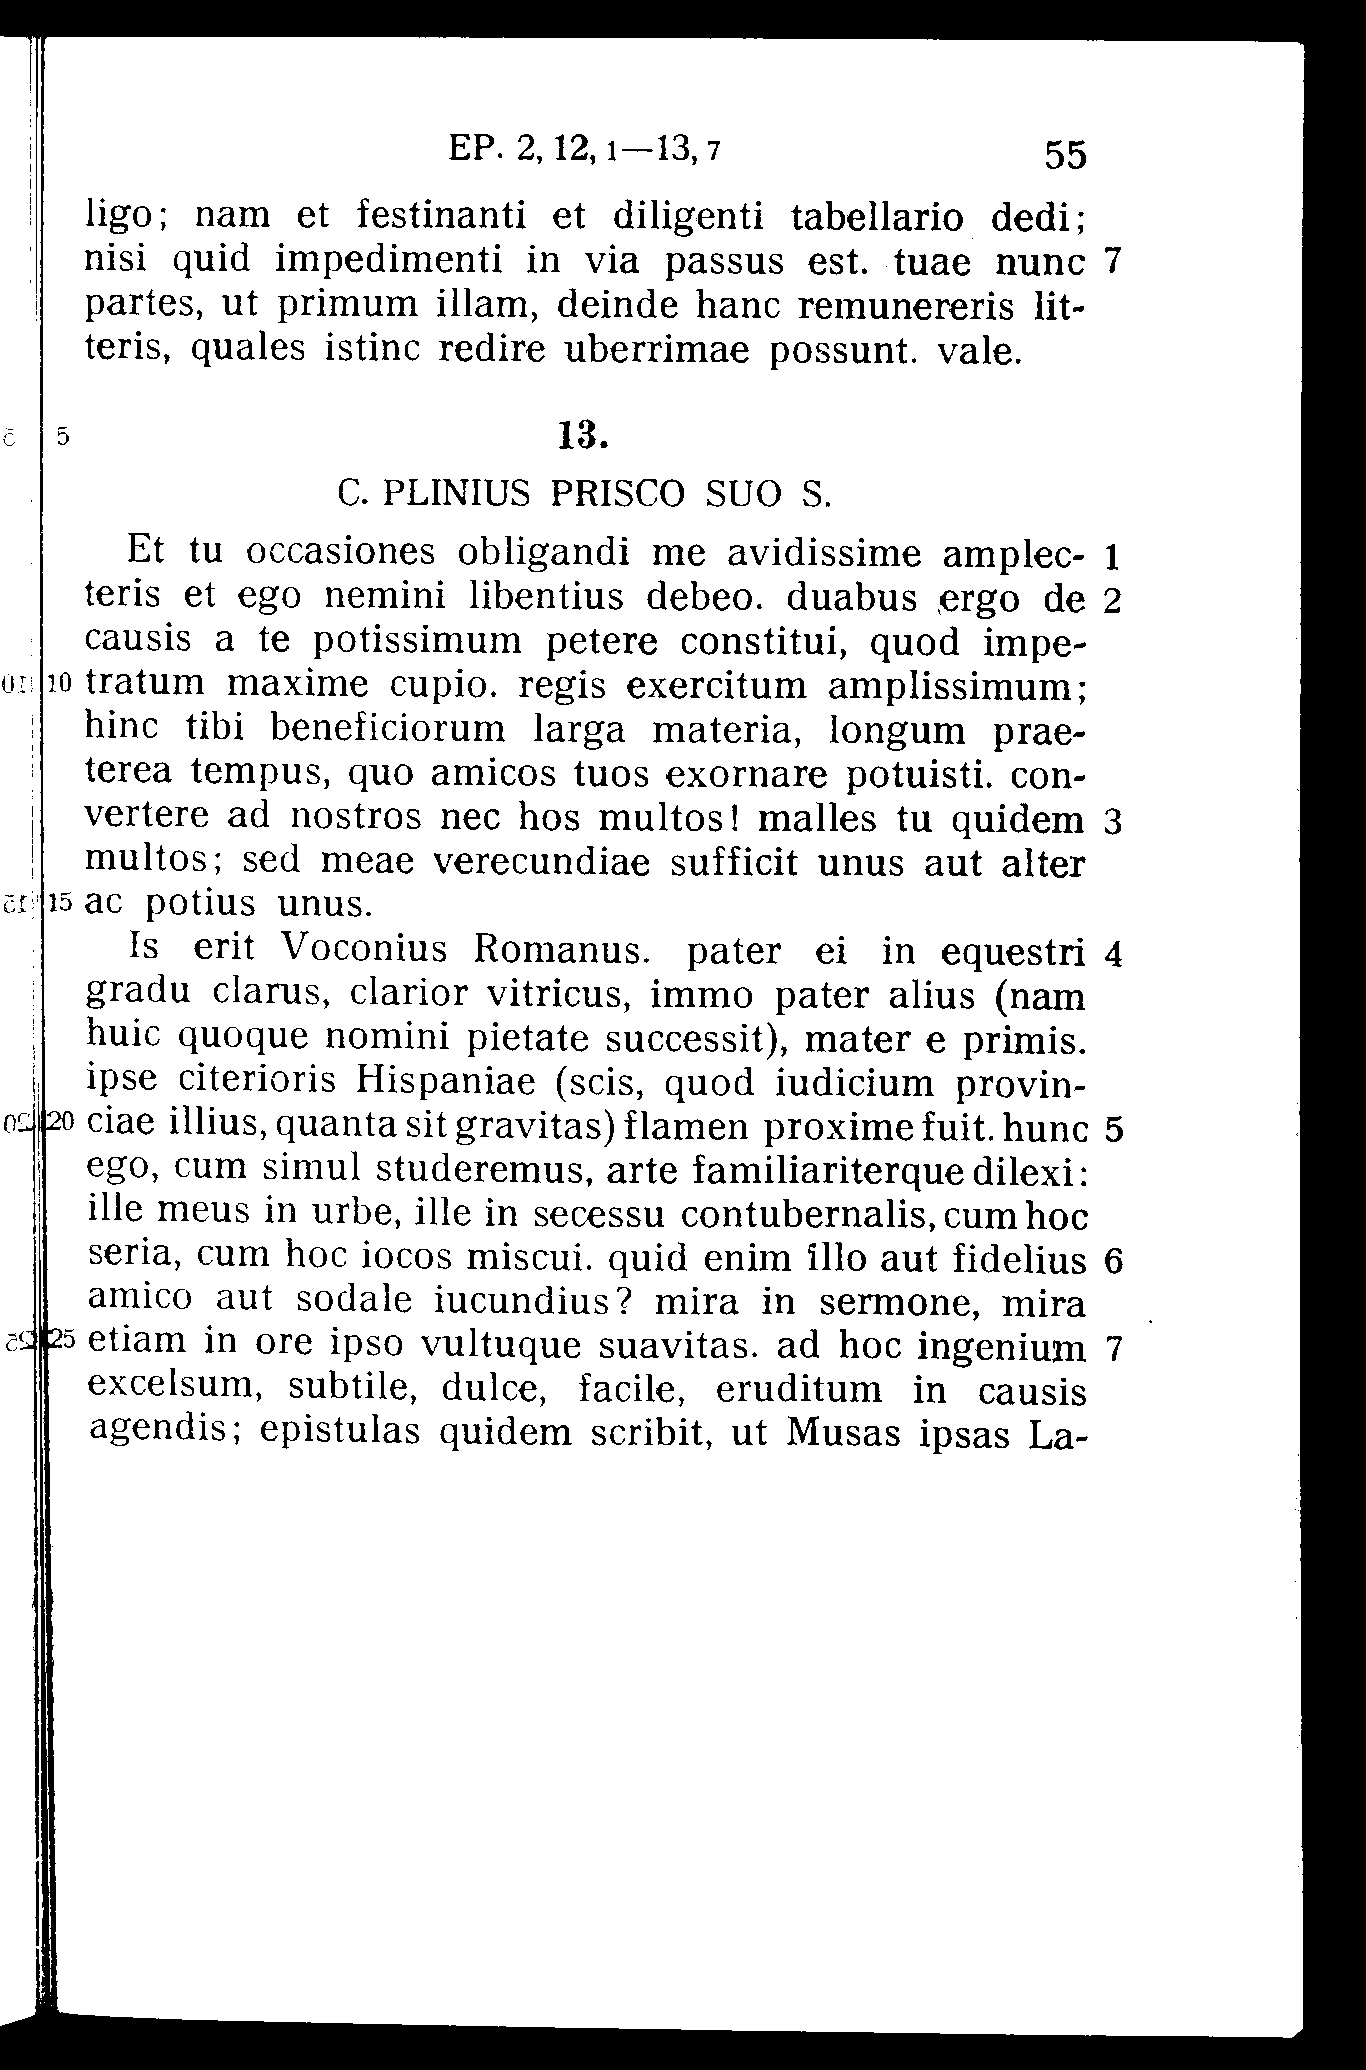 EP. 2, 12, 1—13, 7 55
ligo; nam et festinanti et diligenti tabellario dedi;
nisi quid impedimenti in via passus est. tuae nunc 7
partes, ut primum illam, deinde hanc remunereris lit-
teris, quales istinc redire uberrimae possunt. vale.
5 13.
C. PLINIUS PRISCO SUO S.
Et tu occasiones obligandi me avidissime amplec- 1
teris et ego nemini libentius debeo. duabus ergo de 2
causis a te potissimum petere constitui, quod impe-
10 tratum maxime cupio. regis exercitum amplissimum;
hinc tibi beneficiorum larga materia, longum prae-
terea tempus, quo amicos tuos exornare potuisti. con-
vertere ad nostros nec hos multos! malles tu quidem 3
multos; sed meae verecundiae sufficit unus aut alter
15 ac potius unus.
Is erit Voconius Romanus. pater ei in equestri 4
gradu clarus, clarior vitricus, immo pater alius (nam
huic quoque nomini pietate successit), mater e primis.
ipse citerioris Hispaniae (scis, quod iudicium provin-
20 ciae illius, quanta sit gravitas) flamen proxime fuit. hunc 5
ego, cum simul studeremus, arte familiariterque dilexi:
ille meus in urbe, ille in secessu contubernalis, cum hoc
seria, cum hoc iocos miscui. quid enim illo aut fidelius 6
amico aut sodale iucundius? mira in sermone, mira
25 etiam in ore ipso vultuque suavitas. ad hoc ingenium 7
excelsum, subtile, dulce, facile, eruditum in causis
agendis; epistulas quidem scribit, ut Musas ipsas La-